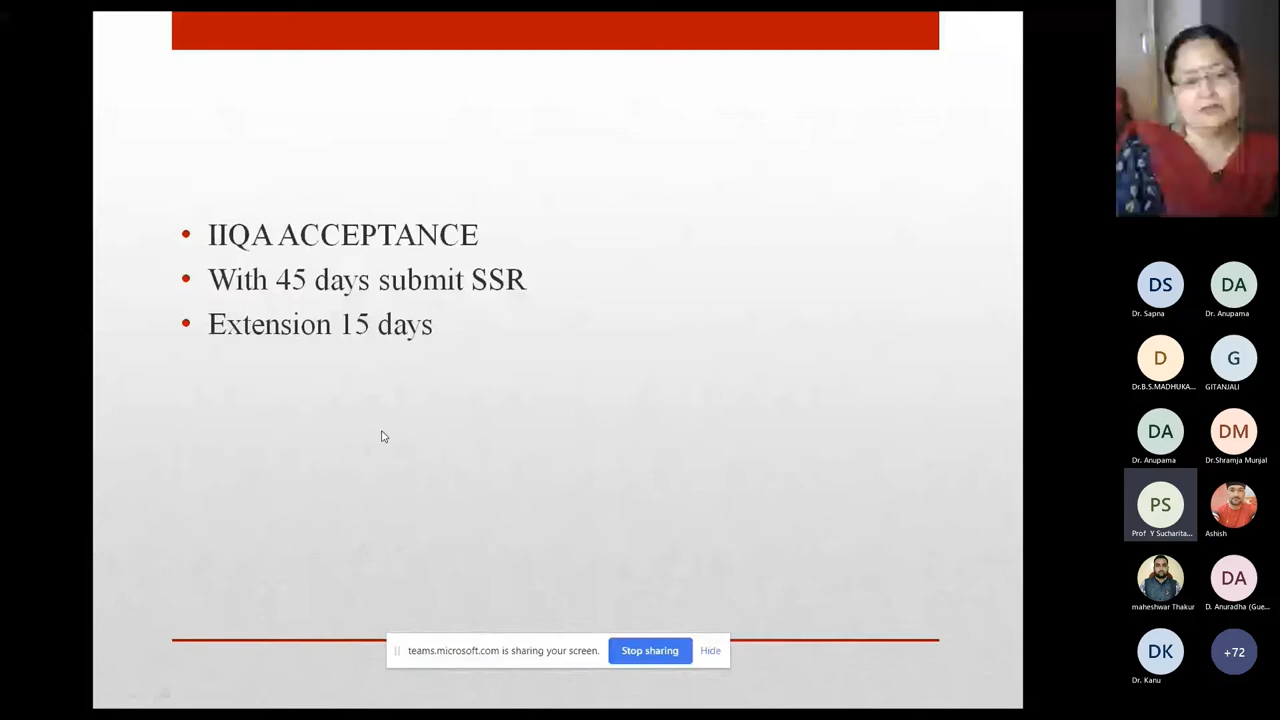 IIQA ACCEPTANCE
With 45 days submit SSR
Extension 15 days
teams.microsoft.com is sharing your screen. Stop sharing Hide
DS DA
Dr. Sapna Dr. Anupama
D G
Dr.B.S.MADHUKA... GITANJALI
DA DM
Dr. Anupama Dr.Shramja Munjal
PS
Prof Y Sucharita... Ashish
DA
maheshwar Thakur D. Anuradha (Gue...
DK +72
Dr. Kanu